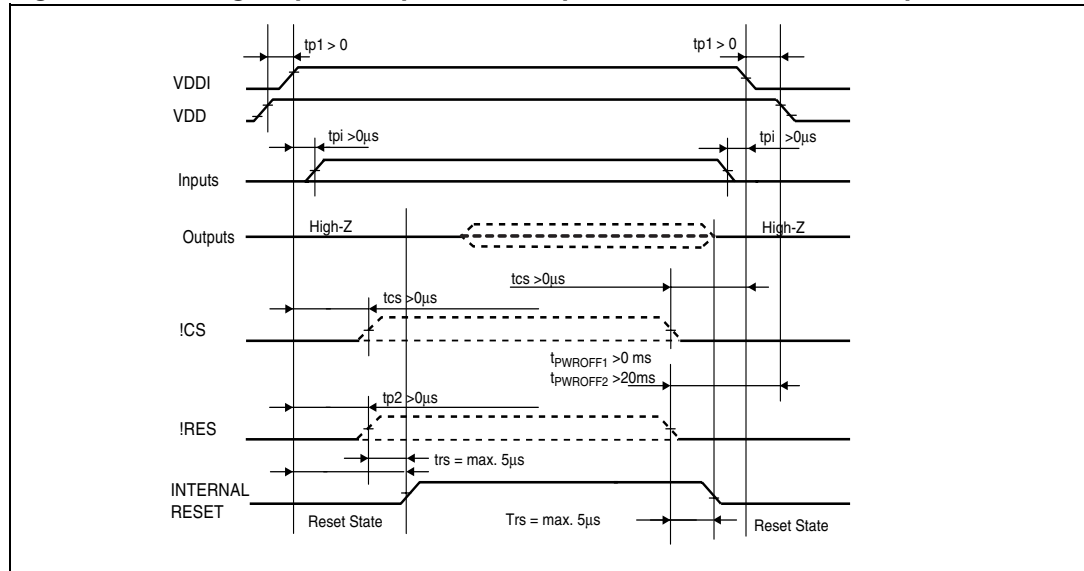 tp1 > 0
tp1 > 0
VDDI
VDD
tpi >0µs
tpi >0µs
Inputs
High-Z
High-Z
Outputs
tcs >0µs
tcs >0µs
!CS
tPWROFF1 >0 ms
tPWROFF2 >20ms
tp2 >0µs
!RES
trs = max. 5µs
INTERNAL
RESET
Reset State
Trs = max. 5µs
Reset State